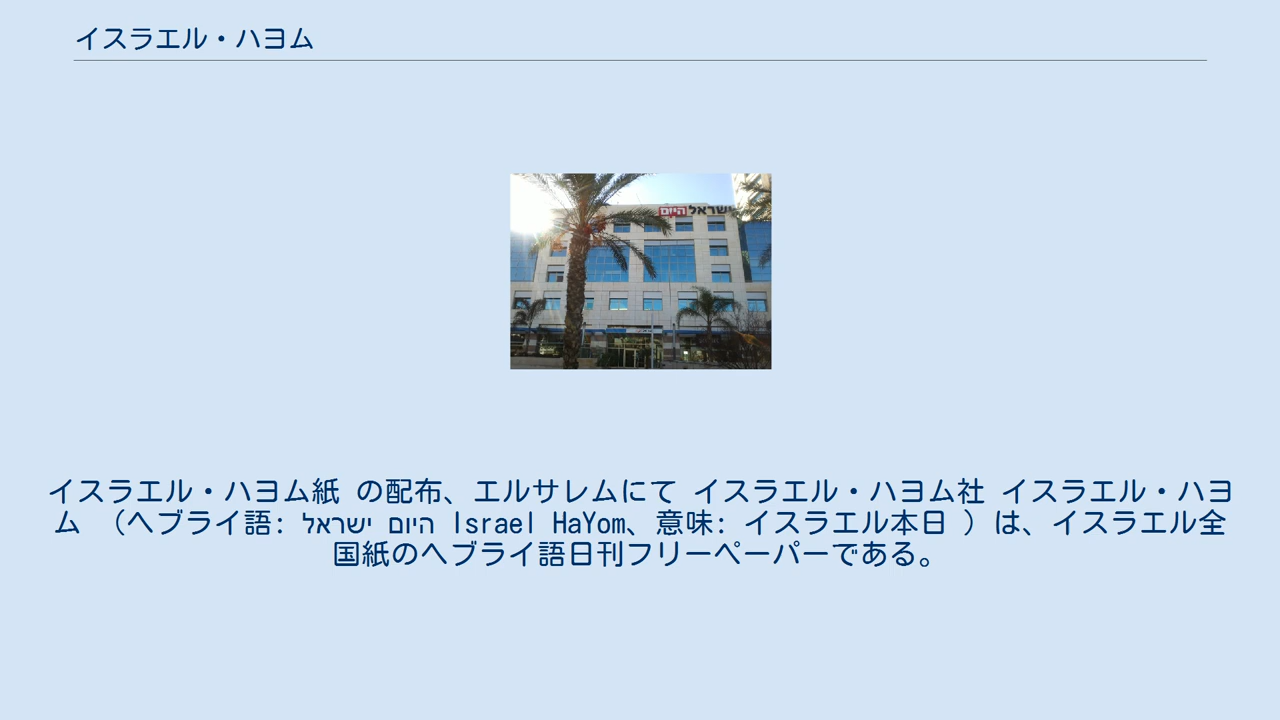 イスラエル・ハヨム
ישראל היום
イスラエル・ハヨム紙 の配布、エルサレムにて イスラエル・ハヨム社 イスラエル・ハヨ
ム （ヘブライ語: ישראל היום Israel HaYom、意味: イスラエル本日 ）は、イスラエル全
国紙のヘブライ語日刊フリーペーパーである。